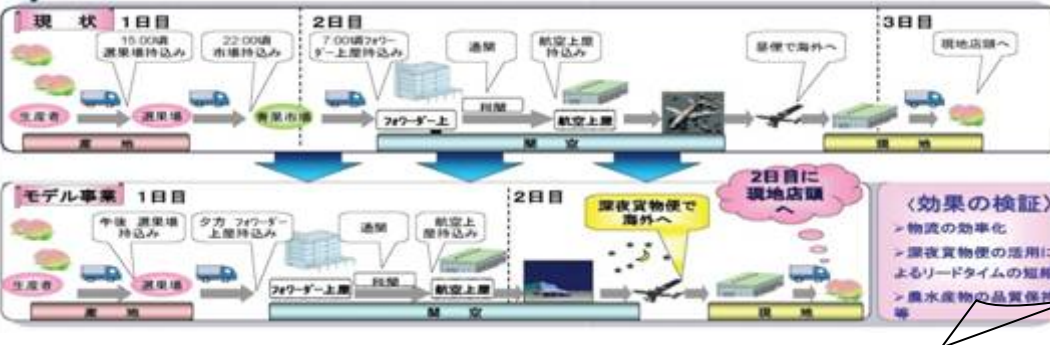 現 状
1日目
2日目
3日目
15:00頃
選果場持込み
22:00頃
市場持込み
7:00頃フォワー
ダー上屋持込み
通関
航空上屋
持込み
昼便で海外へ
現地店頭へ
生産者
選果場
青果市場
フォワーダー上
航空上屋
産 地
関 空
現 地
モデル事業
1日目
2日目
午後 選果場
持込み
夕方 フォワーダー
上屋持込み
通関
航空上
屋持込み
深夜貨物便で
海外へ
2日目に
現地店頭
へ
生産者
選果場
フォワーダー上屋
航空上屋
産 地
関 空
現 地
〈効果の検証〉
➢物流の効率化
➢深夜貨物便の活用に
よるリードタイムの短
➢農水産物の品質保
等